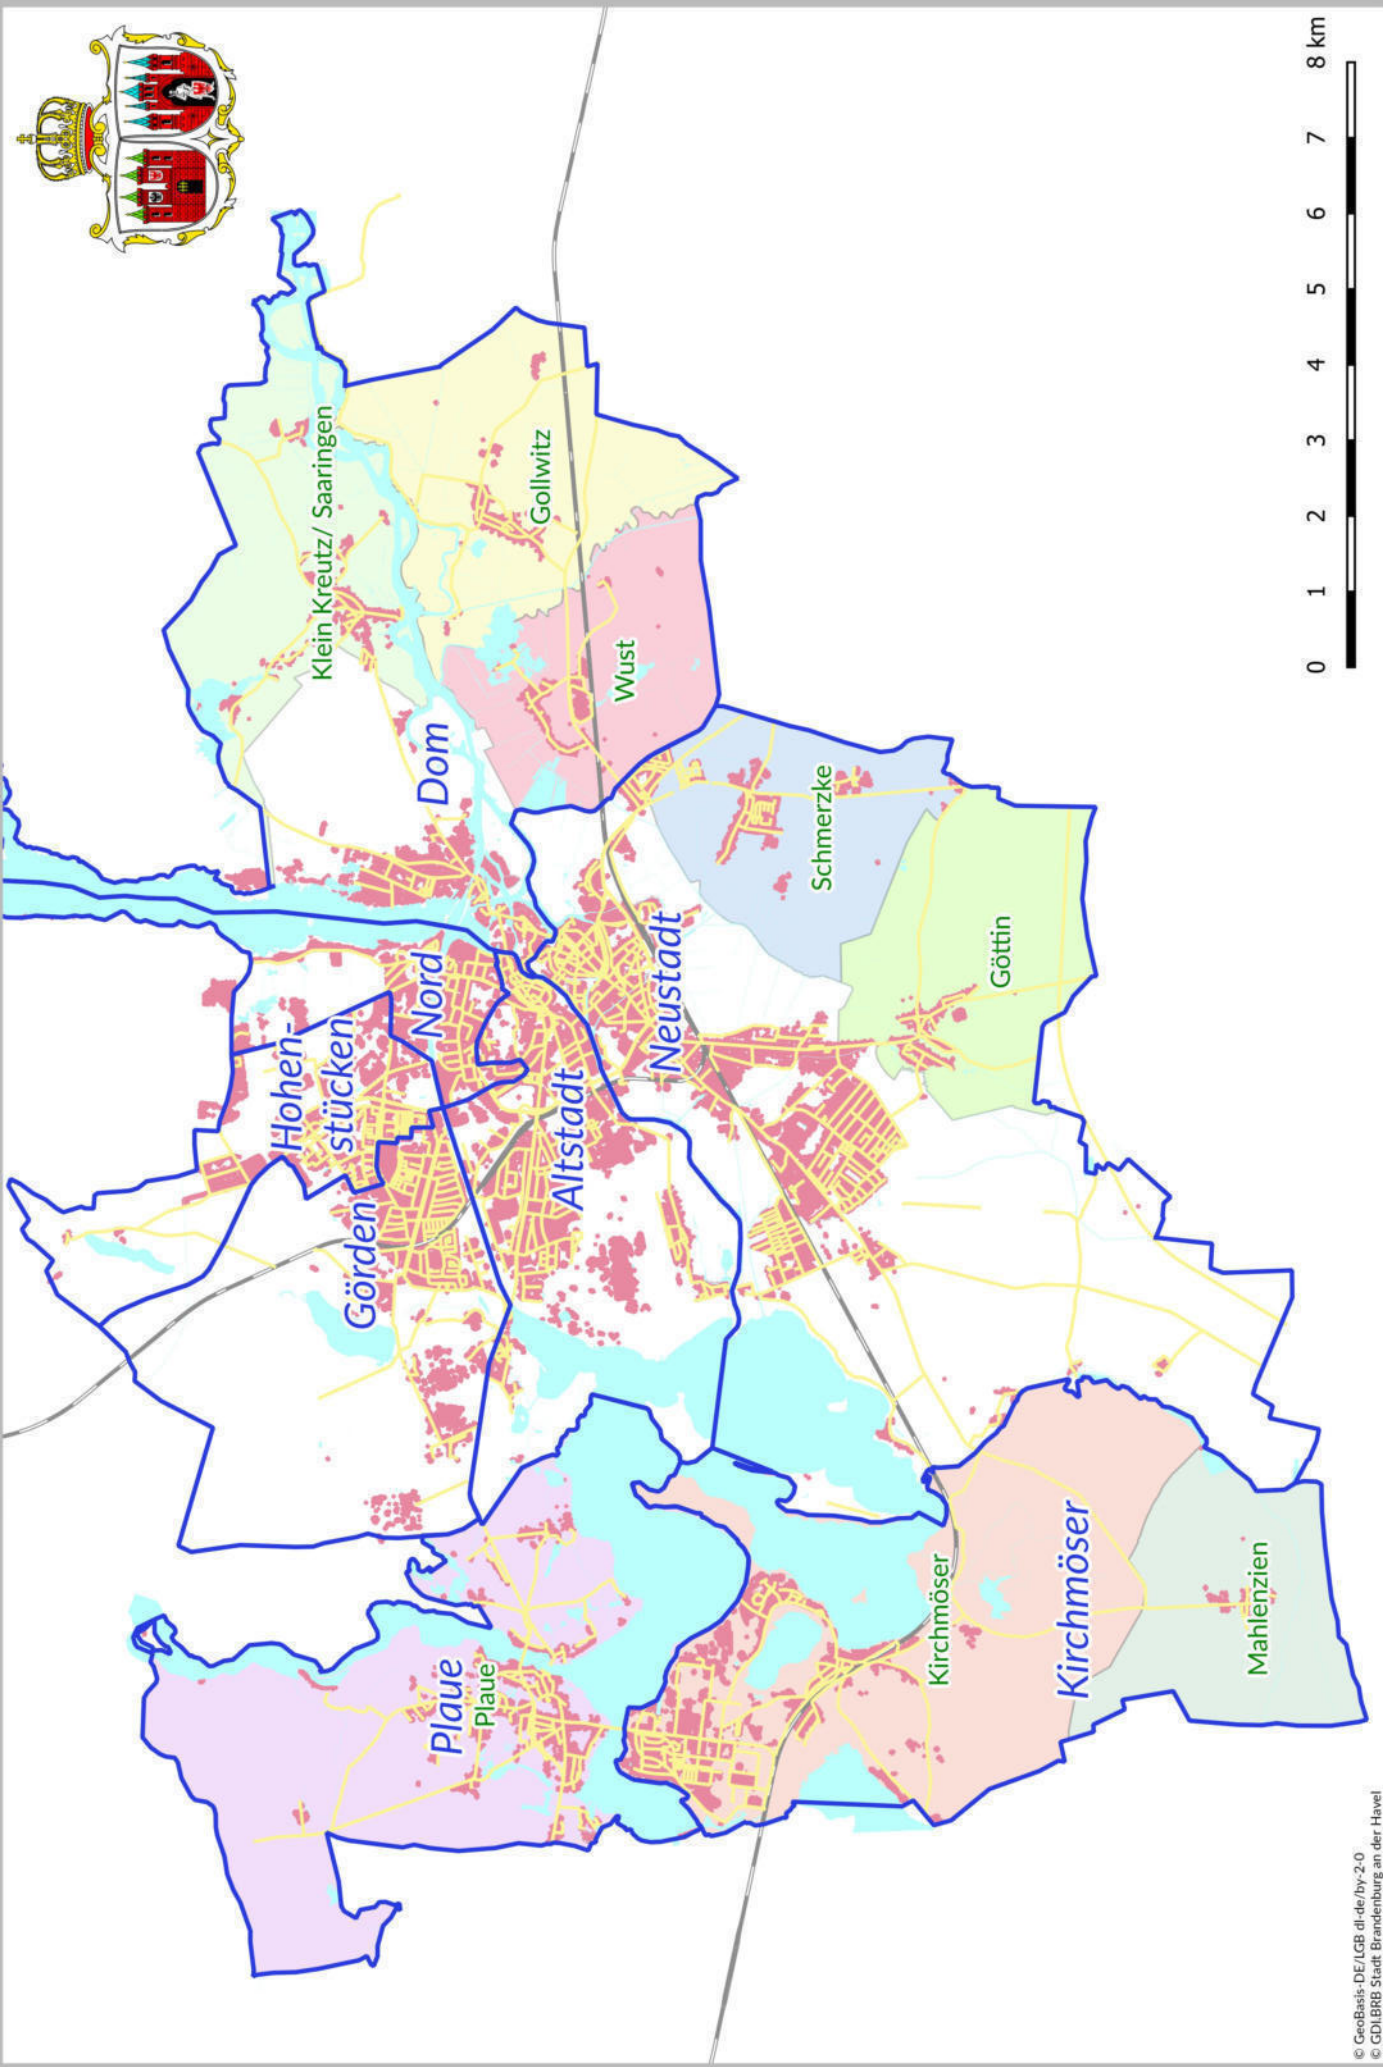 Klein Kreutz/ Saaringen
Gollwitz
Dom
Wust
Hohen-
stücken
Nord
Görden
Altstadt
Neustadt
Schmerzke
Göttin
Plaue
Plaue
Kirchmöser
Kirchmöser
Mahlenzien
0 1 2 3 4 5 6 7 8 km
© GeoBasis-DE/LGB dl-de/by-2-0
© GDI.BRB Stadt Brandenburg an der Havel